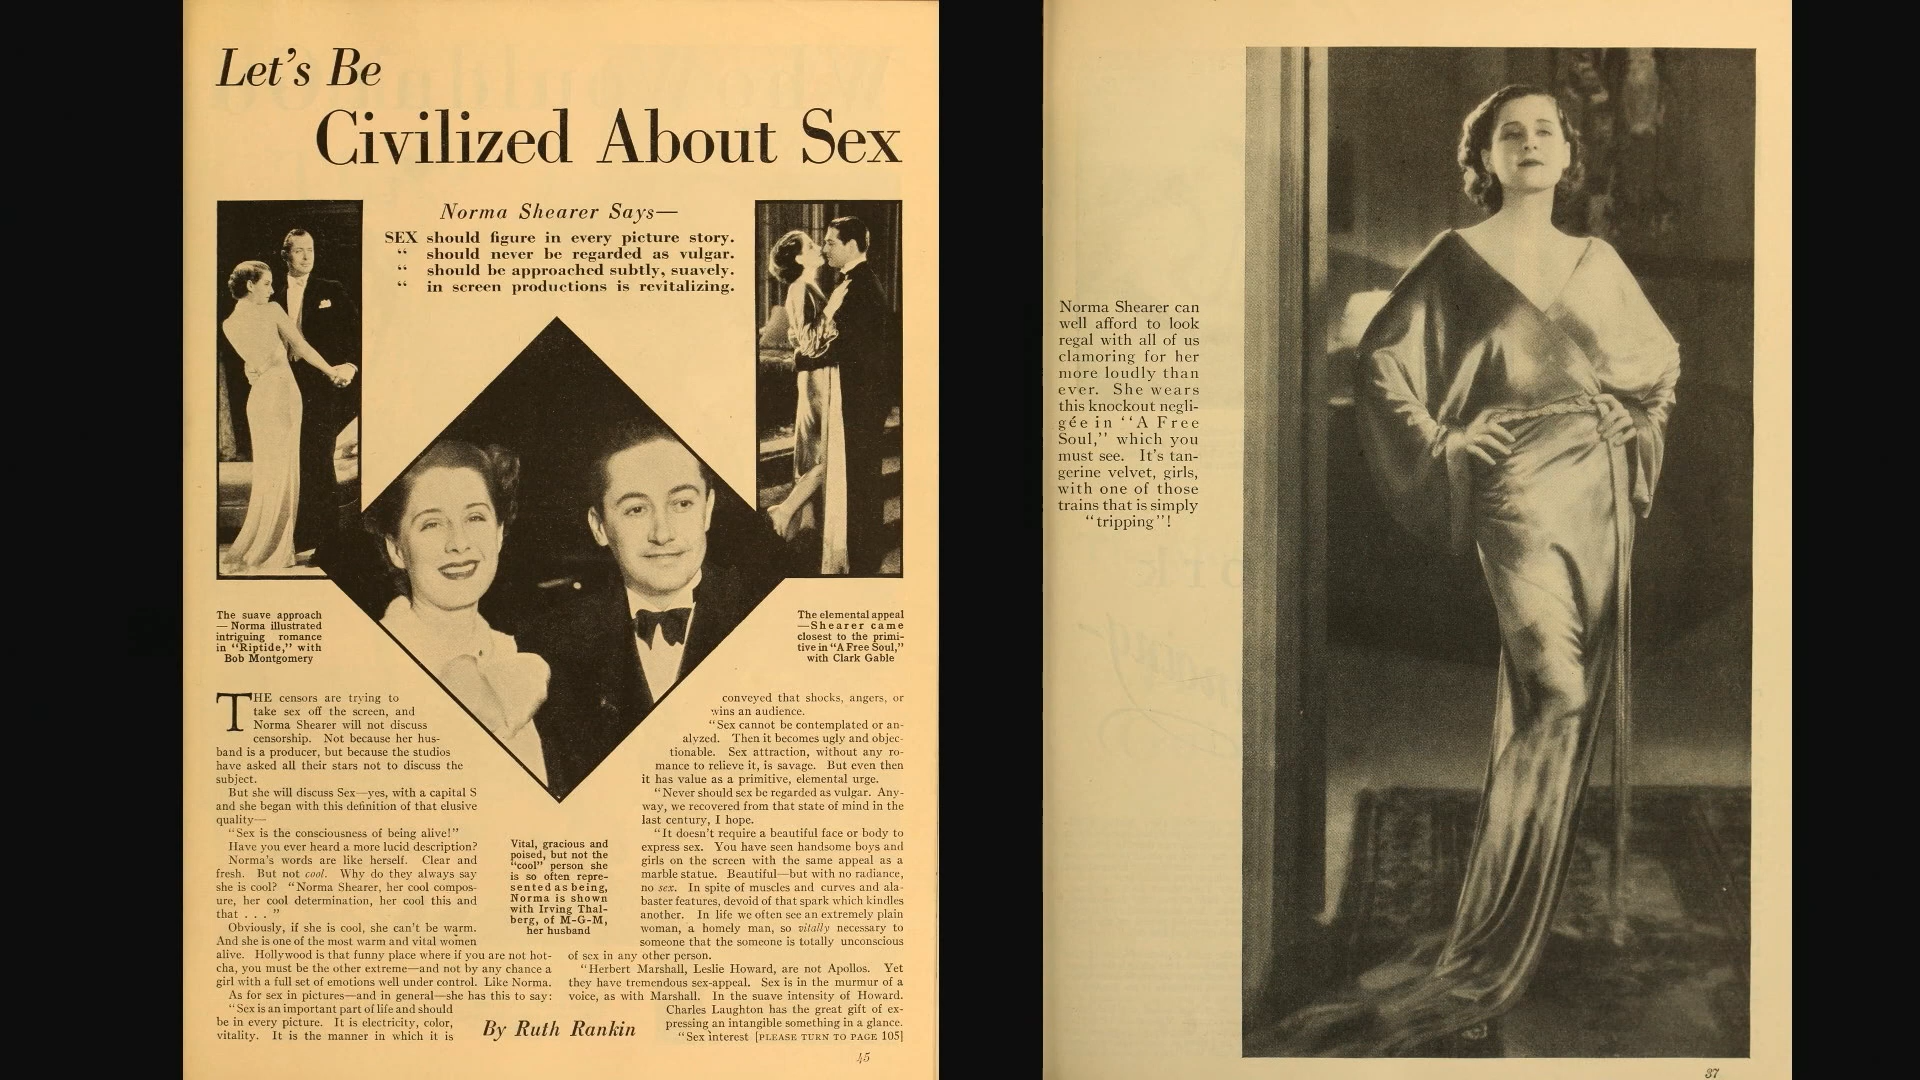 Let's Be
Civilized About Sex
Norma Shearer Says—
SEX should figure in every picture story.
“ should never be regarded as vulgar.
“ should be approached subtly, suavely.
“ in screen productions is revitalizing.
The suave approach
— Norma illustrated
intriguing romance
in “Riptide,” with
Bob Montgomery
The elemental appeal
—Shearer came
closest to the primi-
tive in “A Free Soul,”
with Clark Gable
THE censors are trying to
take sex off the screen, and
Norma Shearer will not discuss
censorship. Not because her hus-
band is a producer, but because the studios
have asked all their stars not to discuss the
subject.
But she will discuss Sex—yes, with a capital S
and she began with this definition of that elusive
quality—
“Sex is the consciousness of being alive!”
Have you ever heard a more lucid description?
Norma's words are like herself. Clear and
fresh. But not cool. Why do they always say
she is cool? “Norma Shearer, her cool compos-
ure, her cool determination, her cool this and
that . . . ”
Obviously, if she is cool, she can't be warm.
And she is one of the most warm and vital women
alive. Hollywood is that funny place where if you are not hot-
cha, you must be the other extreme—and not by any chance a
girl with a full set of emotions well under control. Like Norma.
As for sex in pictures—and in general—she has this to say:
“Sex is an important part of life and should
be in every picture. It is electricity, color,
vitality. It is the manner in which it is
Vital, gracious and
poised, but not the
“cool” person she
is so often repre-
sented as being,
Norma is shown
with Irving Thal-
berg, of M-G-M,
her husband
By Ruth Rankin
conveyed that shocks, angers, or
wins an audience.
“Sex cannot be contemplated or an-
alyzed. Then it becomes ugly and objec-
tionable. Sex attraction, without any ro-
mance to relieve it, is savage. But even then
it has value as a primitive, elemental urge.
“Never should sex be regarded as vulgar. Any-
way, we recovered from that state of mind in the
last century, I hope.
“It doesn't require a beautiful face or body to
express sex. You have seen handsome boys and
girls on the screen with the same appeal as a
marble statue. Beautiful—but with no radiance,
no sex. In spite of muscles and curves and ala-
baster features, devoid of that spark which kindles
another. In life we often see an extremely plain
woman, a homely man, so vitally necessary to
someone that the someone is totally unconscious
of sex in any other person.
“Herbert Marshall, Leslie Howard, are not Apollos. Yet
they have tremendous sex-appeal. Sex is in the murmur of a
voice, as with Marshall. In the suave intensity of Howard.
Charles Laughton has the great gift of ex-
pressing an intangible something in a glance.
“Sex interest [PLEASE TURN TO PAGE 105]
45
Norma Shearer can
well afford to look
regal with all of us
clamoring for her
more loudly than
ever. She wears
this knockout negli-
gée in “A Free
Soul,” which you
must see. It's tan-
gerine velvet, girls,
with one of those
trains that is simply
“tripping”!
37